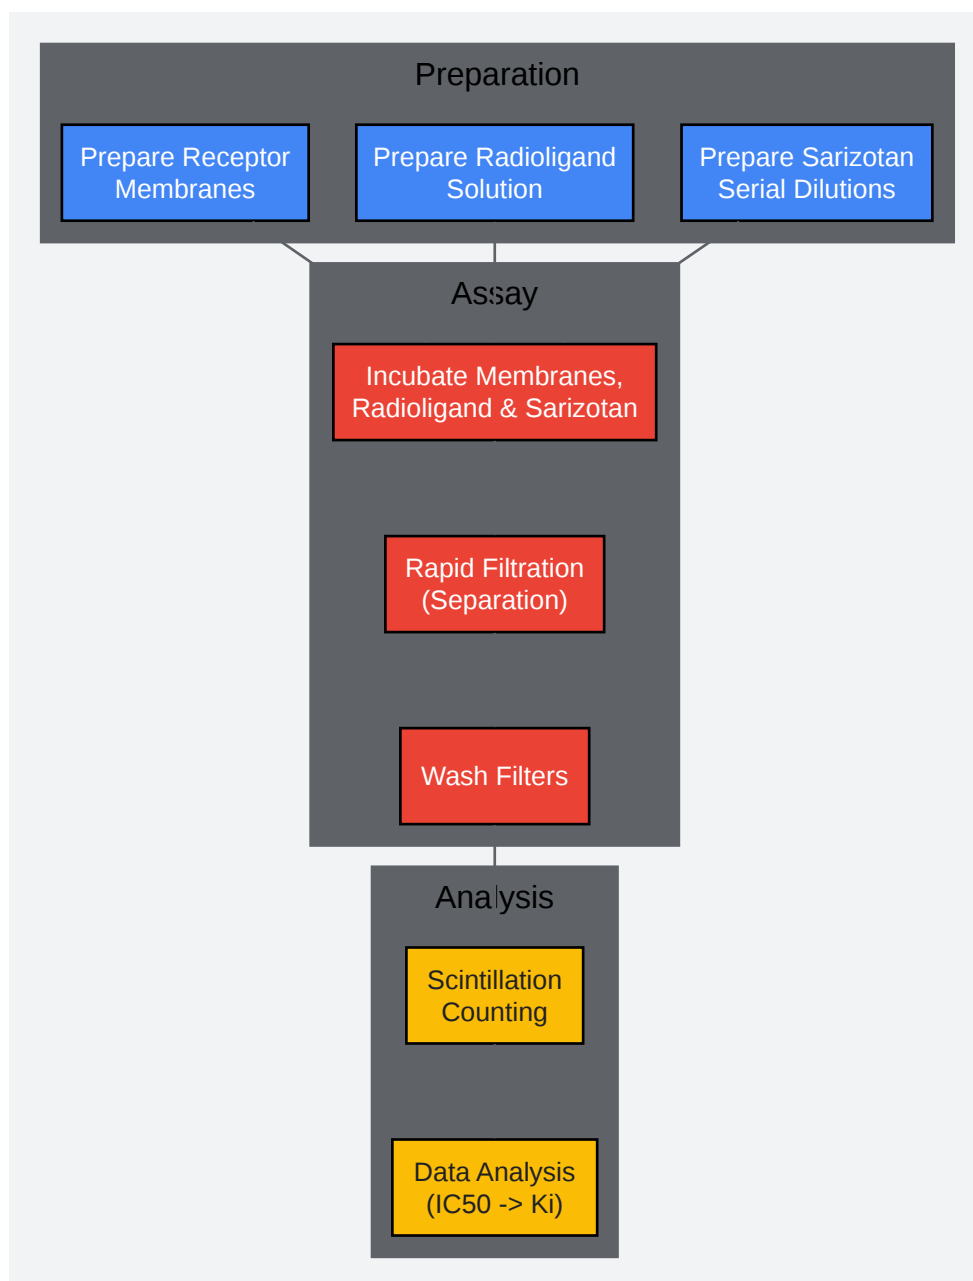 Preparation
Prepare Receptor
Membranes
Prepare Radioligand
Solution
Prepare Sarizotan
Serial Dilutions
Assay
Incubate Membranes,
Radioligand & Sarizotan
Rapid Filtration
(Separation)
Wash Filters
Analysis
Scintillation
Counting
Data Analysis
(IC50 -> Ki)